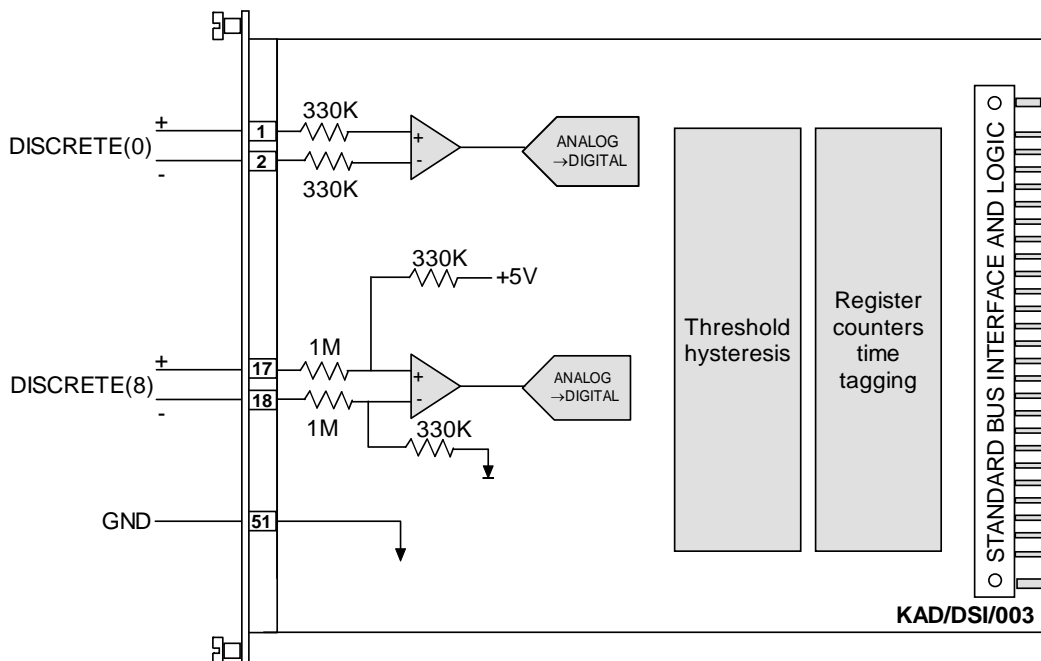 330K
+
DISCRETE(0)
-
1
2
+
-
330K
ANALOG
→DIGITAL
330K
+5V
1M
+
DISCRETE(8)
-
17
18
+
-
1M
330K
ANALOG
→DIGITAL
GND
51
Threshold
hysteresis
Register
counters
time
tagging
STANDARD BUS INTERFACE AND LOGIC
KAD/DSI/003